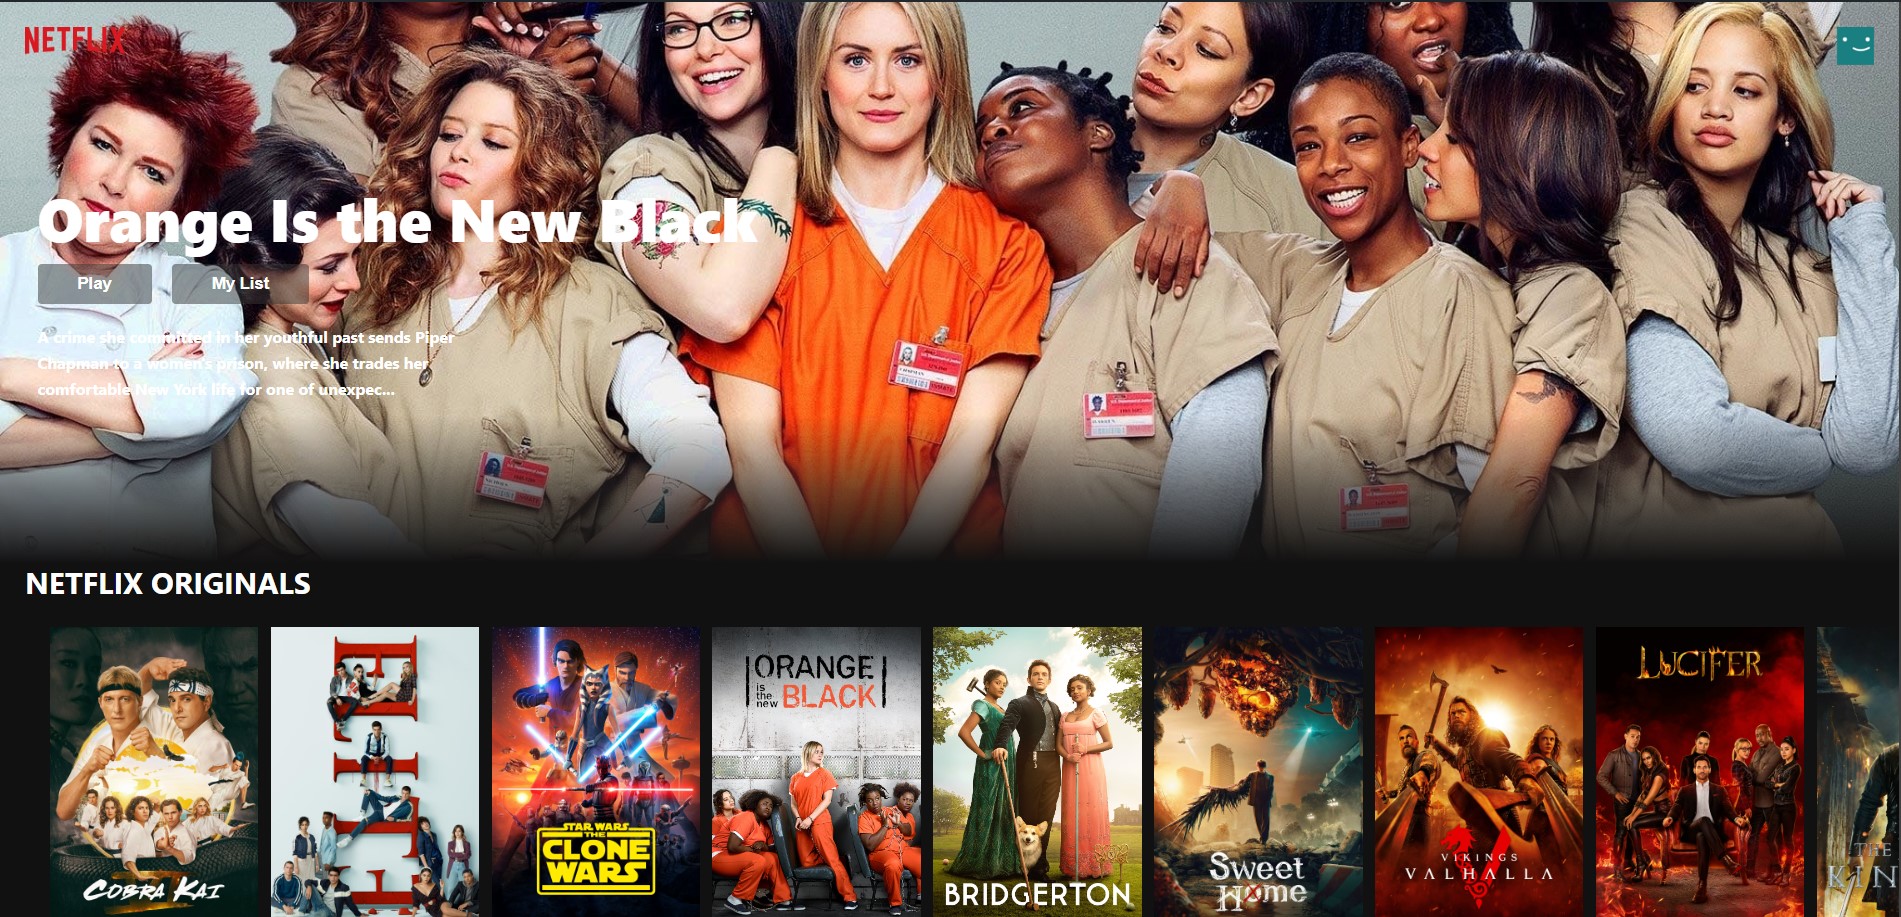 NETFLIX
Orange Is the New Black
Play
My List
A crime she committed in her youthful past sends Piper
Chapman to a women's prison, where she trades her
comfortable New York life for one of unexpec...
CHAPMAN
INMATE
NETFLIX ORIGINALS
COBRA KAI
ELITE
STAR WARS
THE
CLONE
WARS
ORANGE
is
the
new
BLACK
BRIDGERTON
Sweet
Home
VIKINGS
VALHALLA
LUCIFER
THE
KIN